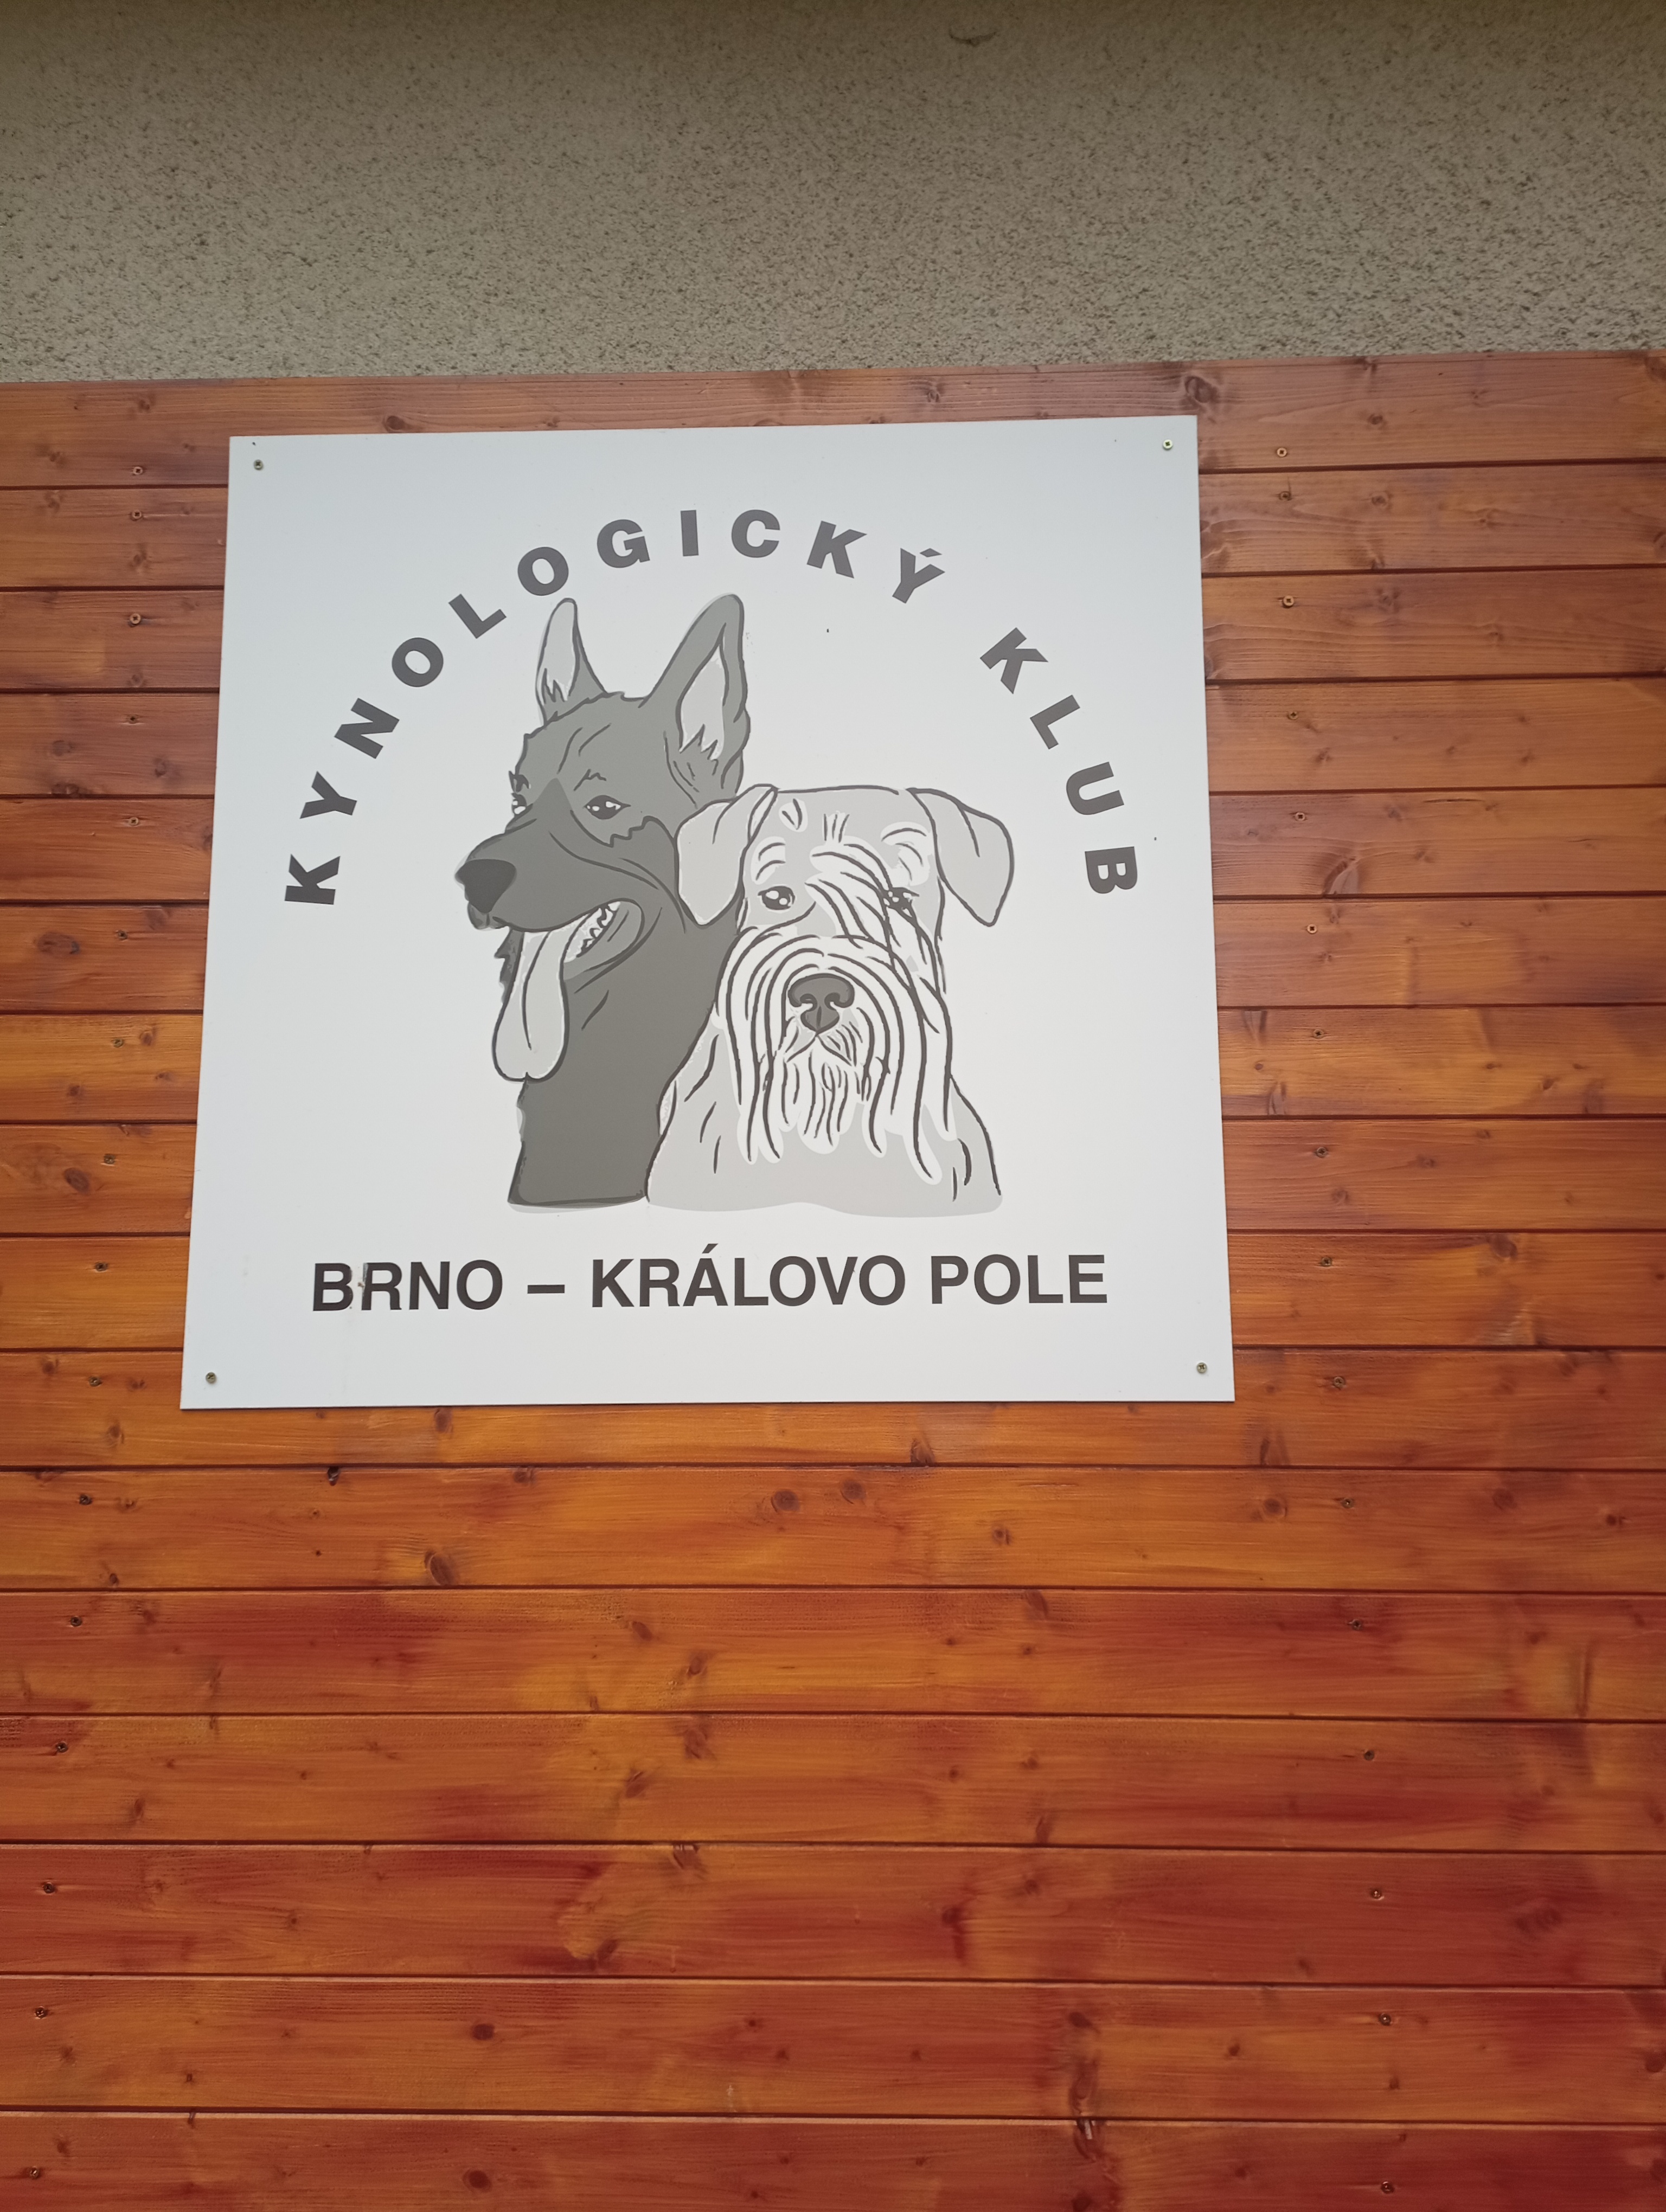 KYNOLOGICKÝ KLUB
BRNO – KRÁLOVO POLE